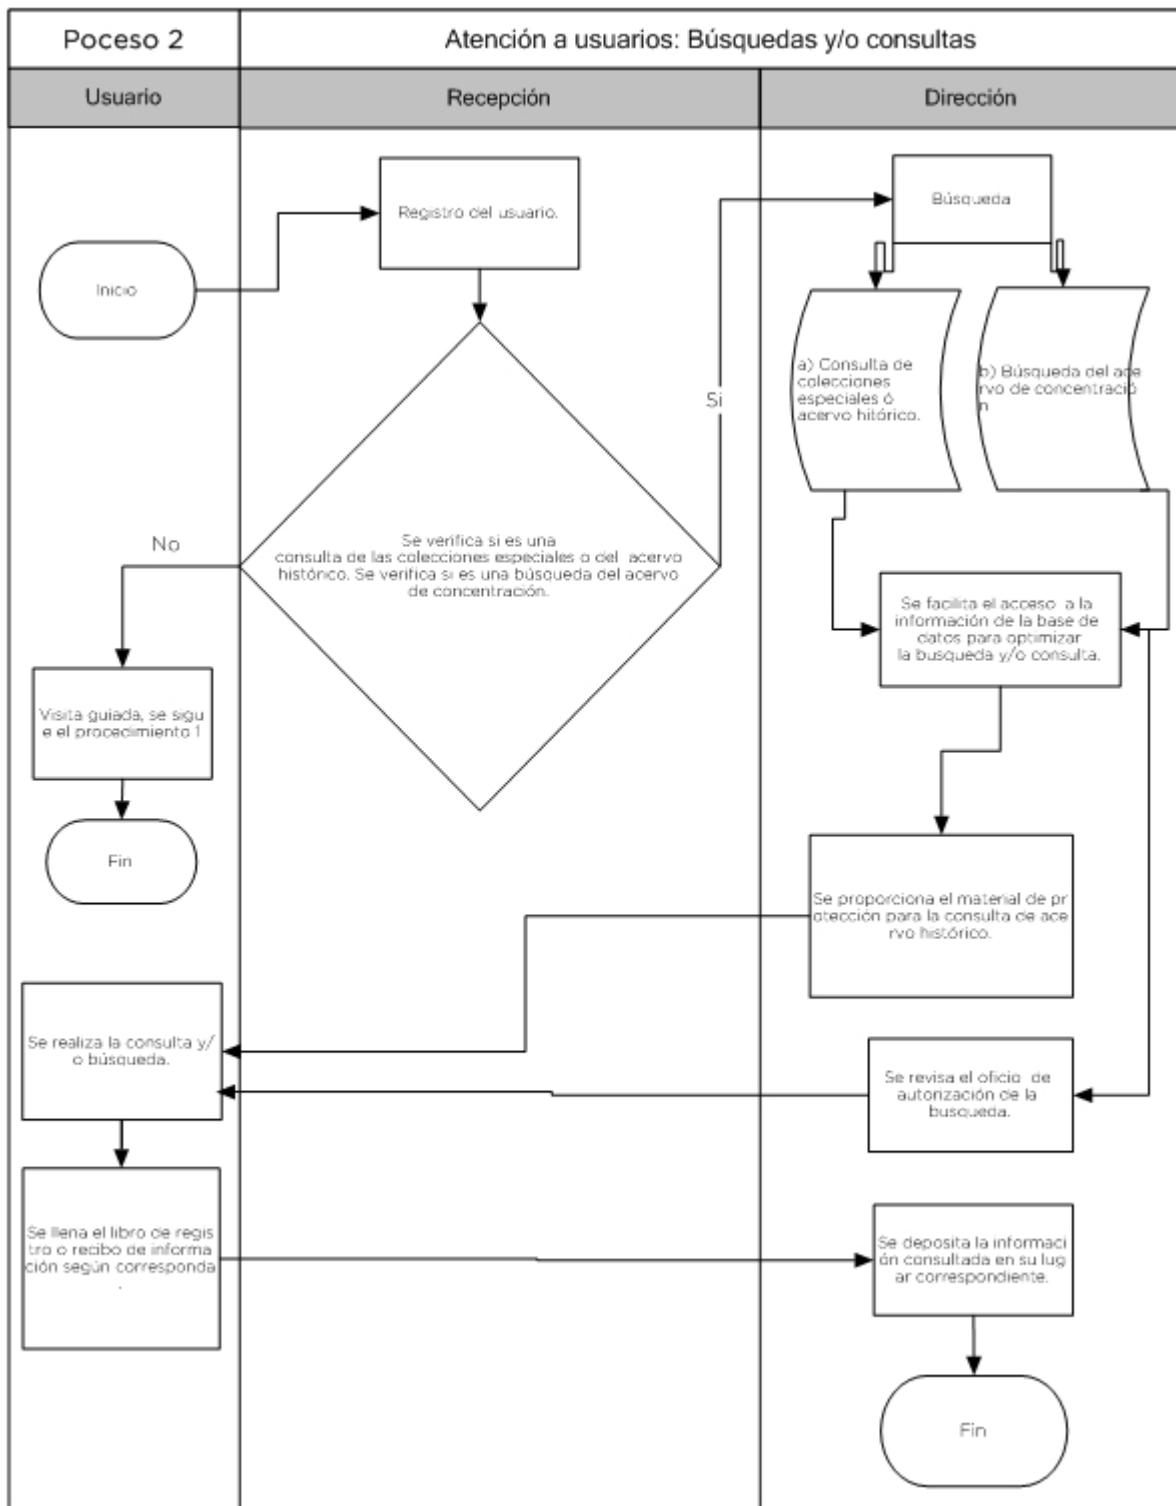 Poceso 2
Atención a usuarios: Búsquedas y/o consultas
Usuario
Recepción
Dirección
Inicio
Registro del usuario.
Búsqueda
a) Consulta de
colecciones
especiales ó
acervo hitórico.
b) Búsqueda del ace
rvo de concentració
n
Si
No
Se verifica si es una
consulta de las colecciones especiales o del acervo
histórico. Se verifica si es una búsqueda del acervo
de concentración.
Se facilita el acceso a la
información de la base de
datos para optimizar
la busqueda y/o consulta.
Visita guiada, se sigu
e el procedimiento 1
Fin
Se proporciona el material de pr
otección para la consulta de ace
rvo histórico.
Se realiza la consulta y/
o búsqueda.
Se revisa el oficio de
autorización de la
busqueda.
Se llena el libro de regis
tro o recibo de informa
ción según corresponda
.
Se deposita la informaci
ón consultada en su lug
ar correspondiente.
Fin